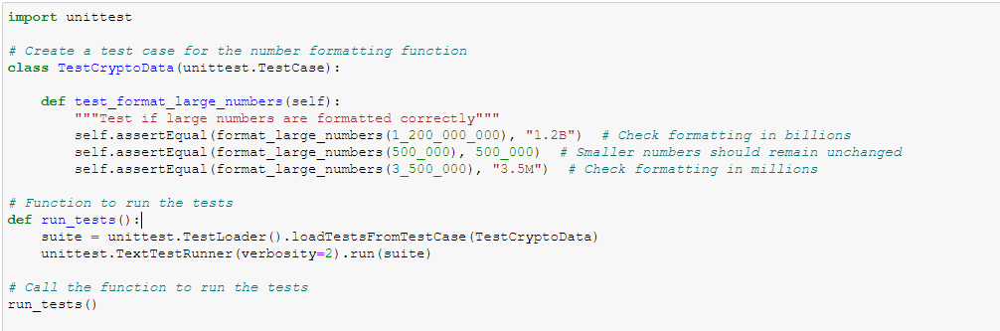 import unittest
# Create a test case for the number formatting function
class TestCryptoData(unittest.TestCase):
    def test_format_large_numbers(self):
        """Test if large numbers are formatted correctly"""
        self.assertEqual(format_large_numbers(1_200_000_000), "1.2B")  # Check formatting in billions
        self.assertEqual(format_large_numbers(500_000), 500_000)  # Smaller numbers should remain unchanged
        self.assertEqual(format_large_numbers(3_500_000), "3.5M")  # Check formatting in millions
# Function to run the tests
def run_tests():
    suite = unittest.TestLoader().loadTestsFromTestCase(TestCryptoData)
    unittest.TextTestRunner(verbosity=2).run(suite)
# Call the function to run the tests
run_tests()